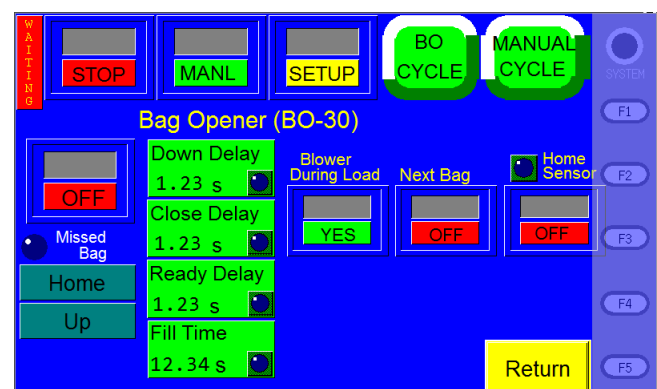 WAITING
STOP
MANL
SETUP
BO
CYCLE
MANUAL
CYCLE
SYSTEM
F1
Bag Opener (BO-30)
OFF
Down Delay
1.23 s
Blower
During Load
YES
Next Bag
OFF
Home
Sensor
OFF
F2
Close Delay
1.23 s
F3
Missed
Bag
Home
Up
Ready Delay
1.23 s
F4
Fill Time
12.34 s
Return
F5